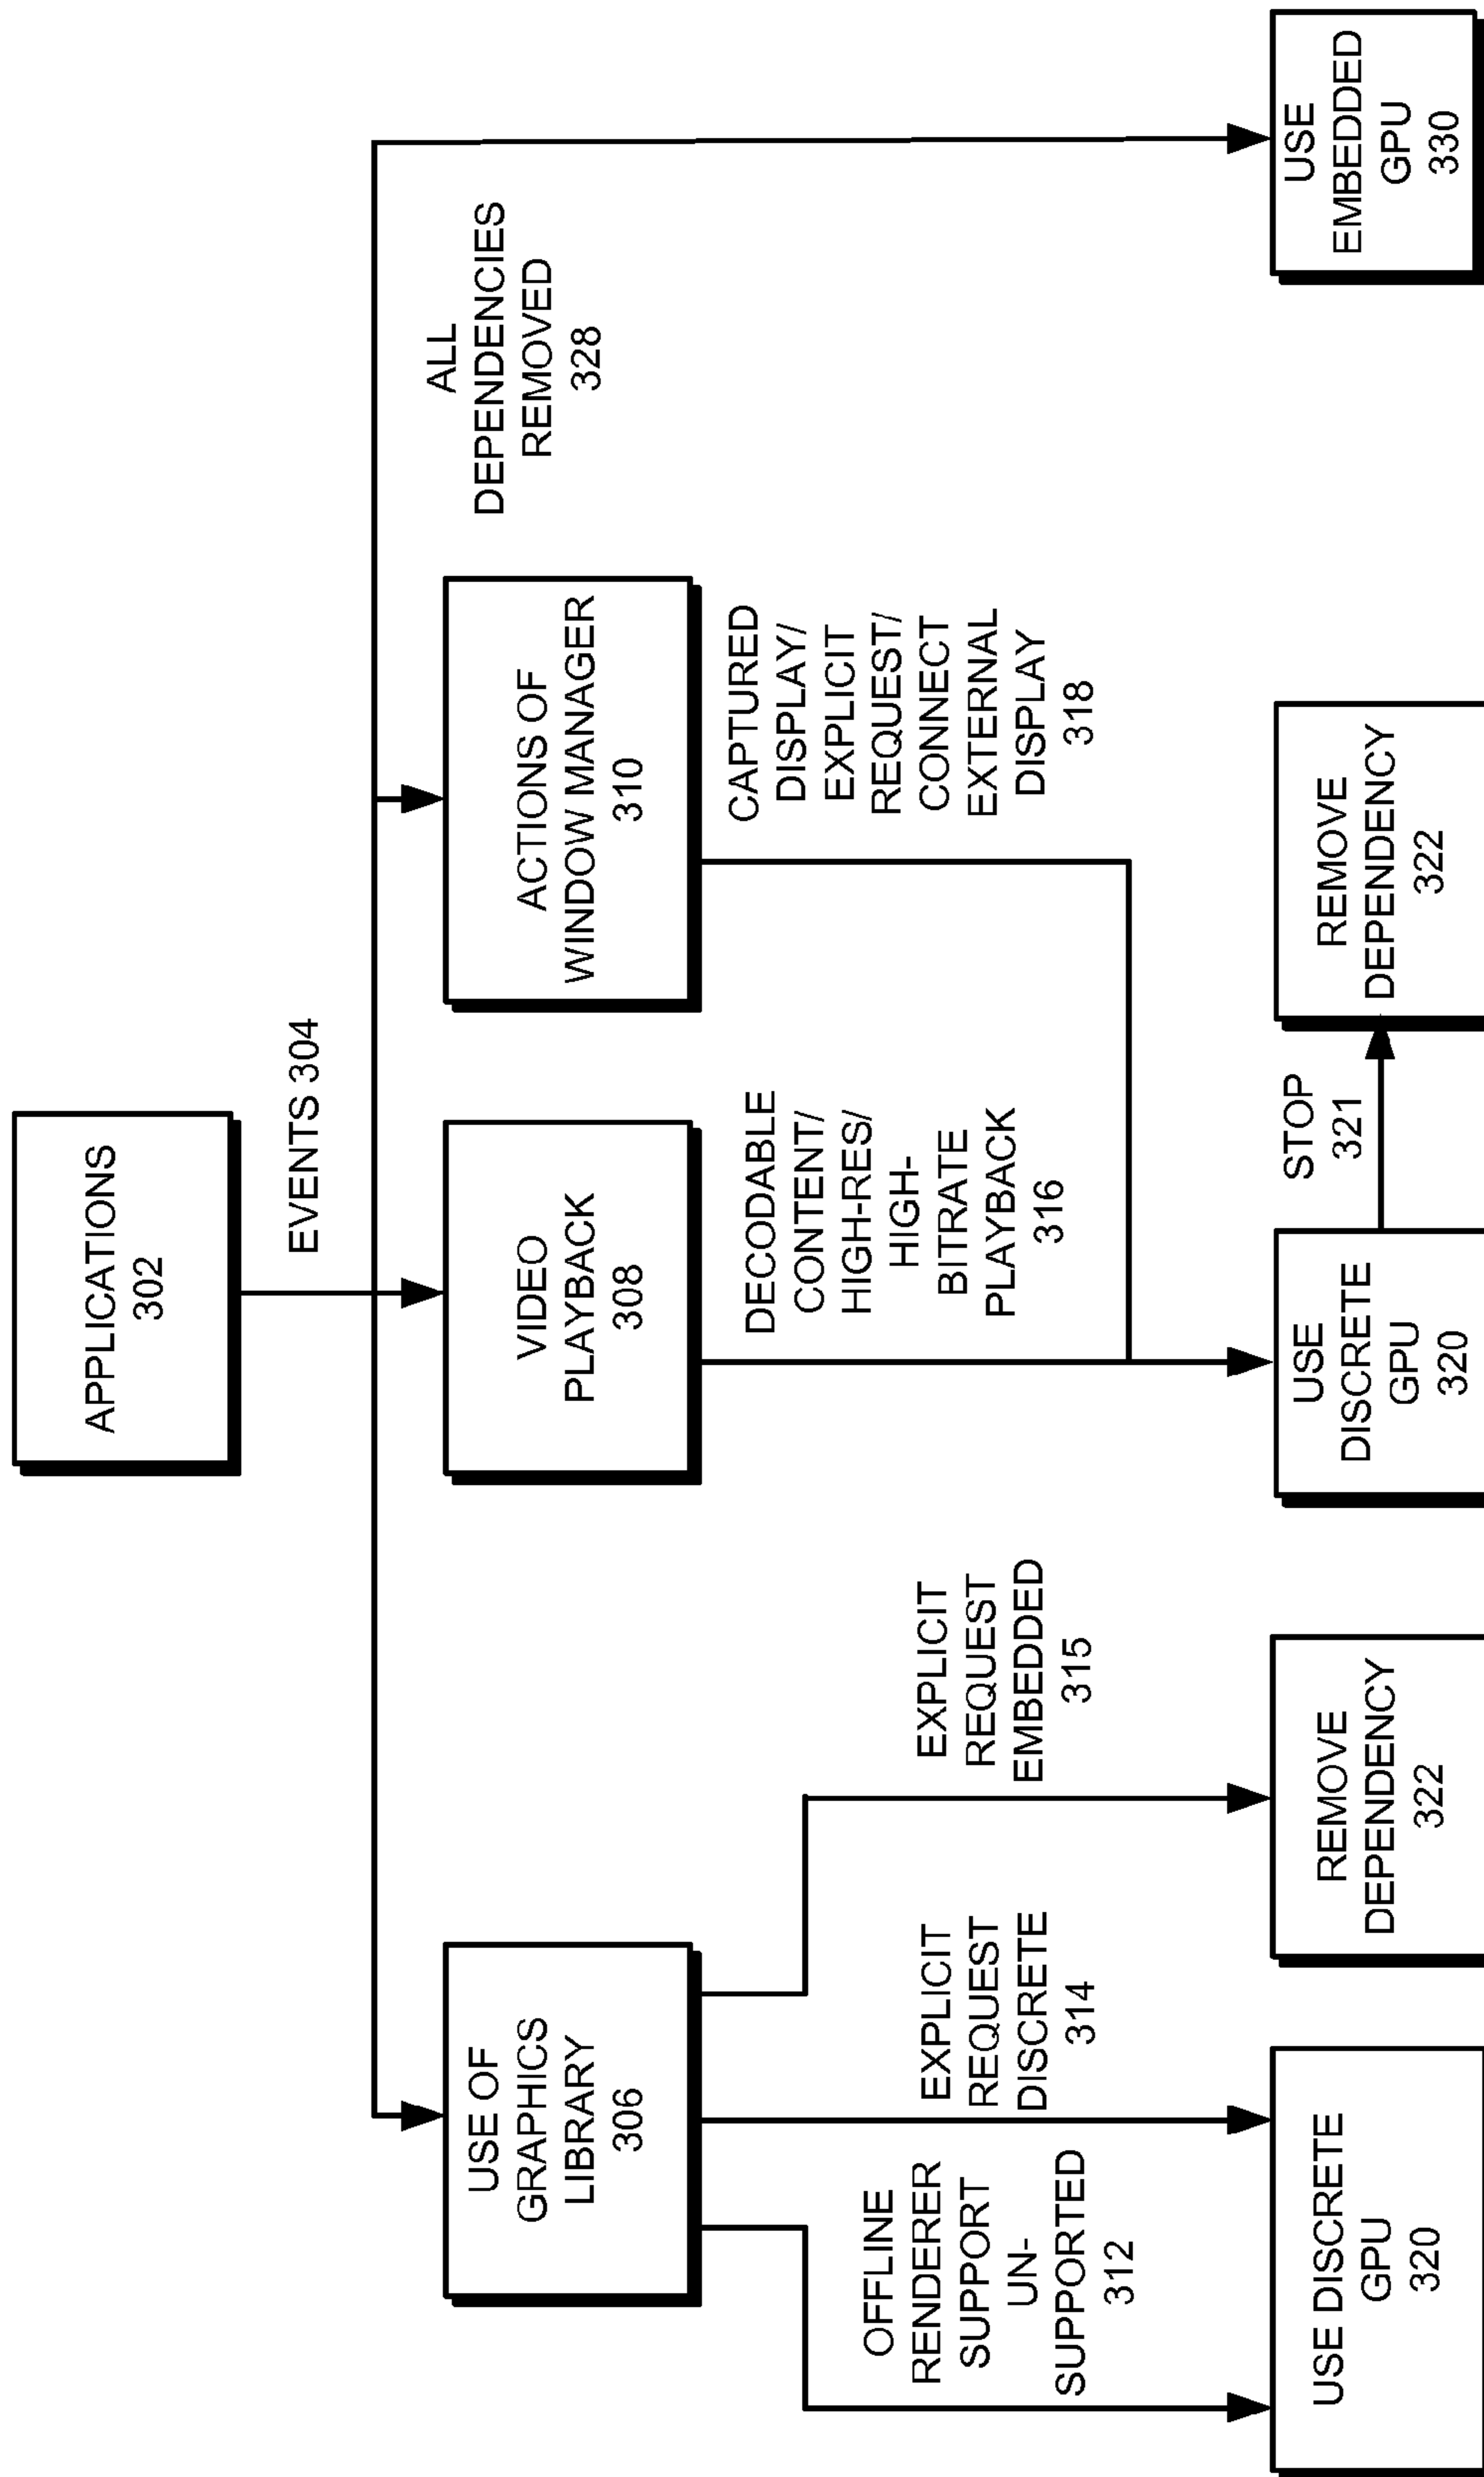 APPLICATIONS
302
EVENTS 304
USE OF
GRAPHICS
LIBRARY
306
VIDEO
PLAYBACK
308
ACTIONS OF
WINDOW MANAGER
310
ALL
DEPENDENCIES
REMOVED
328
OFFLINE
RENDERER
SUPPORT
UN-
SUPPORTED
312
EXPLICIT
REQUEST
DISCRETE
314
EXPLICIT
REQUEST
EMBEDDED
315
DECODABLE
CONTENT/
HIGH-RES/
HIGH-
BITRATE
PLAYBACK
316
CAPTURED
DISPLAY/
EXPLICIT
REQUEST/
CONNECT
EXTERNAL
DISPLAY
318
USE DISCRETE
GPU
320
REMOVE
DEPENDENCY
322
USE
DISCRETE
GPU
320
STOP
321
REMOVE
DEPENDENCY
322
USE
EMBEDDED
GPU
330